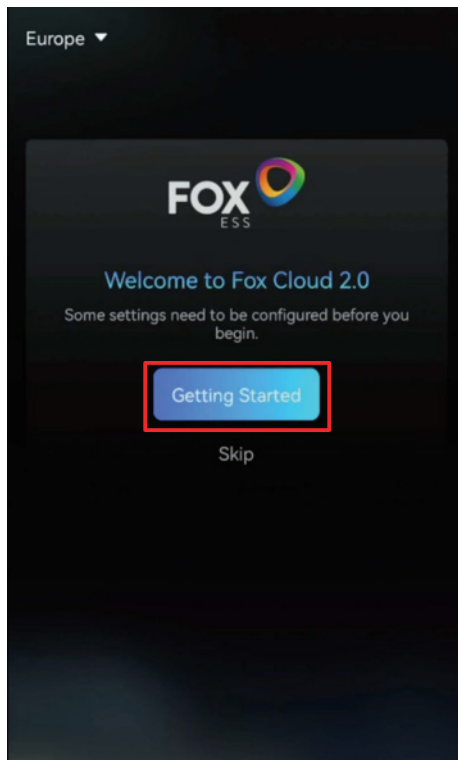 Europe
FOX
ESS
Welcome to Fox Cloud 2.0
Some settings need to be configured before you
begin.
Getting Started
Skip